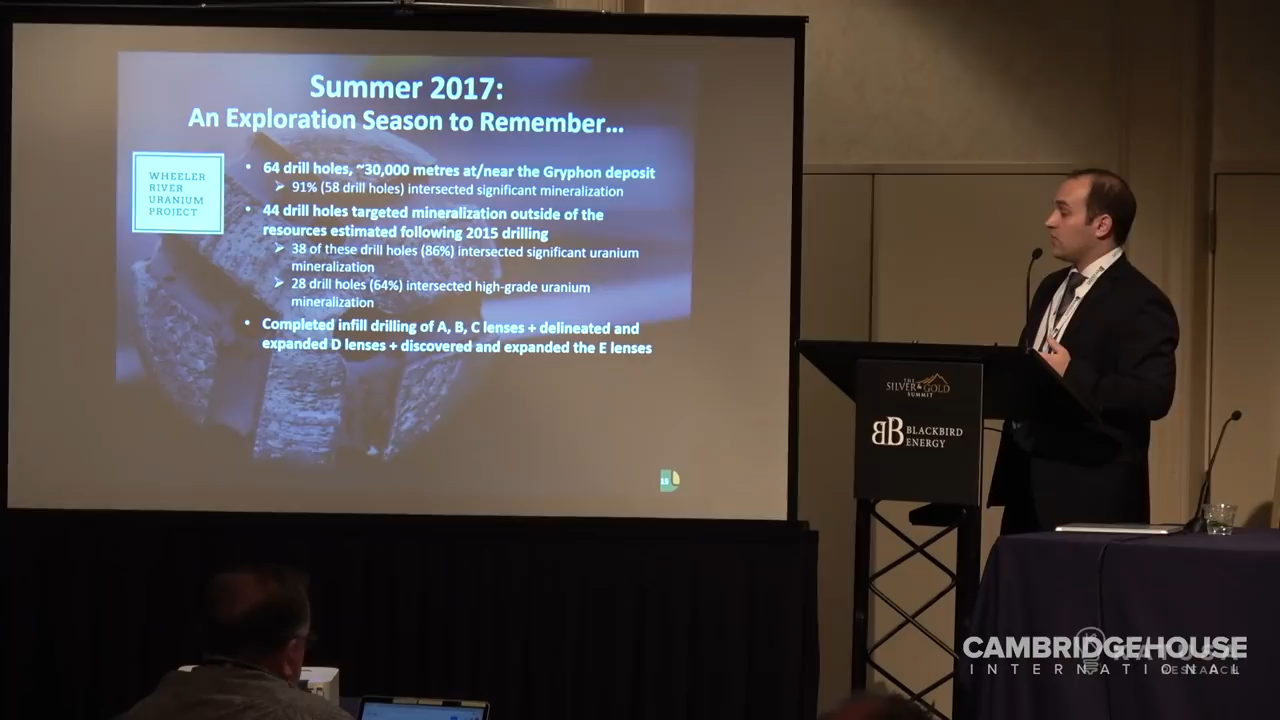 Summer 2017:
An Exploration Season to Remember...
WHEELER
RIVER
URANIUM
PROJECT
• 64 drill holes, ~30,000 metres at/near the Gryphon deposit
➢ 91% (58 drill holes) intersected significant mineralization
• 44 drill holes targeted mineralization outside of the
resources estimated following 2015 drilling
➢ 38 of these drill holes (86%) intersected significant uranium
mineralization
➢ 28 drill holes (64%) intersected high-grade uranium
mineralization
• Completed infill drilling of A, B, C lenses + delineated and
expanded D lenses + discovered and expanded the E lenses
15
THE
SILVER & GOLD
SUMMIT
BB BLACKBIRD
ENERGY
CAMBRIDGEHOUSE
INTERNATIONAL